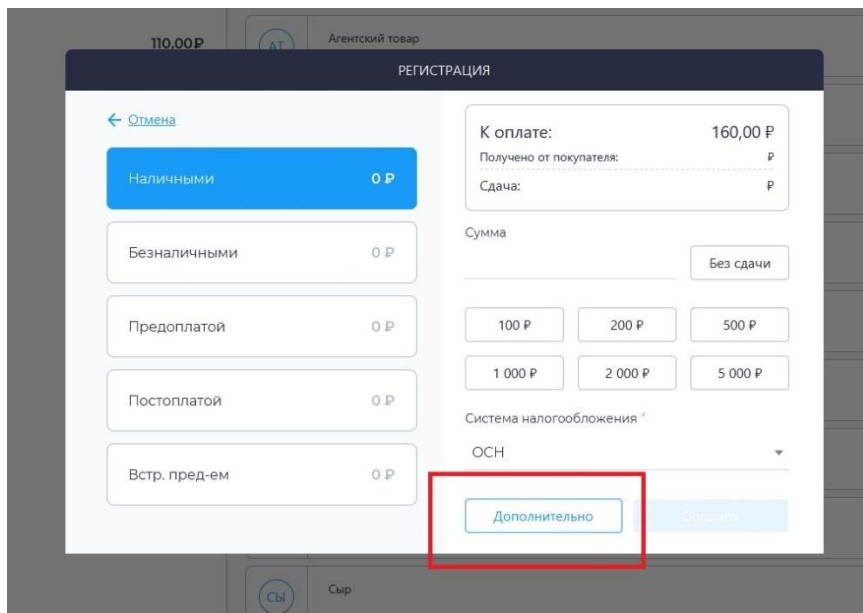 110,00₽
АТ
Агентский товар
РЕГИСТРАЦИЯ
← Отмена
Наличными 0 ₽
Безналичными 0 ₽
Предоплатой 0 ₽
Постоплатой 0 ₽
Встр. пред-ем 0 ₽
К оплате: 160,00 ₽
Получено от покупателя: ₽
Сдача: ₽
Сумма
Без сдачи
100 ₽ 200 ₽ 500 ₽
1 000 ₽ 2 000 ₽ 5 000 ₽
Система налогообложения *
ОСН
Дополнительно
СЫ
Сыр